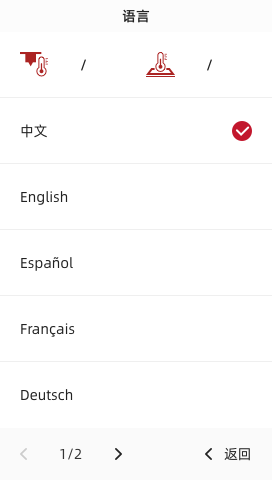 语言
/ /
中文
English
Español
Français
Deutsch
1/2 返回